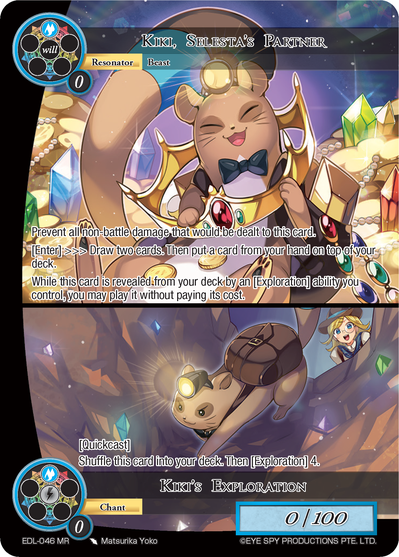 Kiki, Selesta's Partner
will
Resonator Beast
0
Prevent all non-battle damage that would be dealt to this card.
[Enter] >>> Draw two cards. Then put a card from your hand on top of your
deck.
While this card is revealed from your deck by an [Exploration] ability you
control, you may play it without paying its cost.
[Quickcast]
Shuffle this card into your deck. Then [Exploration] 4.
Kiki's Exploration
Chant
0
0/100
EDL-046 MR Matsurika Yoko
©EYE SPY PRODUCTIONS PTE. LTD.